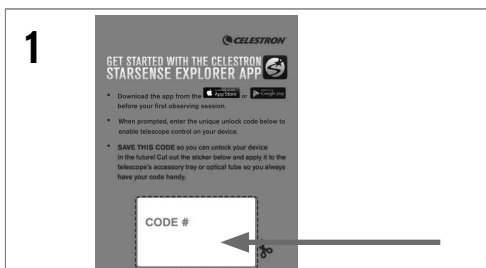 1
CELESTRON
GET STARTED WITH THE CELESTRON
STARSENSE EXPLORER APP
• Download the app from the App Store or Google play
before your first observing session.
• When prompted, enter the unique unlock code below to
enable telescope control on your device.
• SAVE THIS CODE so you can unlock your device
in the future! Cut out the sticker below and apply it to the
telescope's accessory tray or optical tube so you always
have your code handy.
CODE #